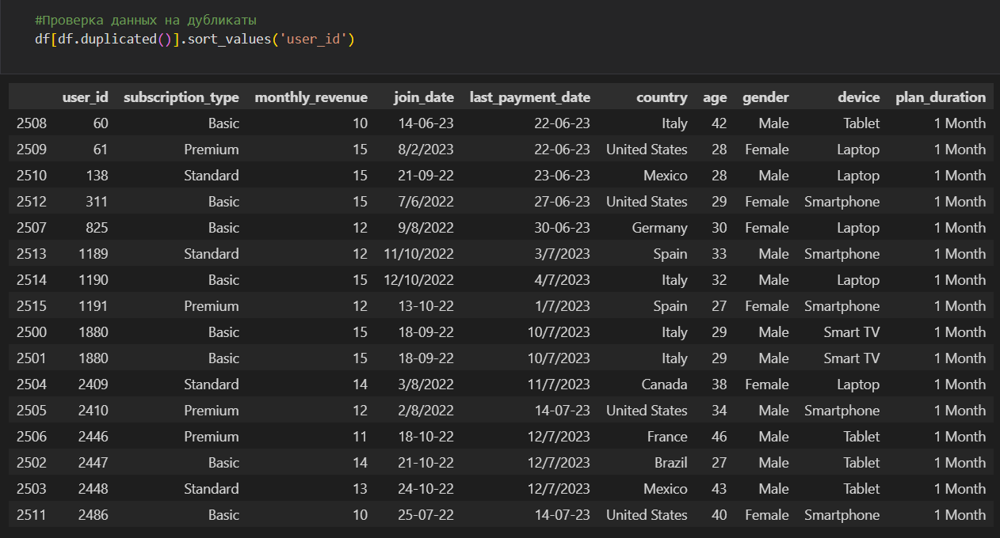 #Проверка данных на дубликаты
df[df.duplicated()].sort_values('user_id')
user_id subscription_type monthly_revenue join_date last_payment_date country age gender device plan_duration
2508 60 Basic 10 14-06-23 22-06-23 Italy 42 Male Tablet 1 Month
2509 61 Premium 15 8/2/2023 22-06-23 United States 28 Female Laptop 1 Month
2510 138 Standard 15 21-09-22 23-06-23 Mexico 28 Male Laptop 1 Month
2512 311 Basic 15 7/6/2022 27-06-23 United States 29 Female Smartphone 1 Month
2507 825 Basic 12 9/8/2022 30-06-23 Germany 30 Female Laptop 1 Month
2513 1189 Standard 12 11/10/2022 3/7/2023 Spain 33 Male Smartphone 1 Month
2514 1190 Basic 15 12/10/2022 4/7/2023 Italy 32 Male Laptop 1 Month
2515 1191 Premium 12 13-10-22 1/7/2023 Spain 27 Female Smartphone 1 Month
2500 1880 Basic 15 18-09-22 10/7/2023 Italy 29 Male Smart TV 1 Month
2501 1880 Basic 15 18-09-22 10/7/2023 Italy 29 Male Smart TV 1 Month
2504 2409 Standard 14 3/8/2022 11/7/2023 Canada 38 Female Laptop 1 Month
2505 2410 Premium 12 2/8/2022 14-07-23 United States 34 Male Smartphone 1 Month
2506 2446 Premium 11 18-10-22 12/7/2023 France 46 Male Tablet 1 Month
2502 2447 Basic 14 21-10-22 12/7/2023 Brazil 27 Male Tablet 1 Month
2503 2448 Standard 13 24-10-22 12/7/2023 Mexico 43 Male Tablet 1 Month
2511 2486 Basic 10 25-07-22 14-07-23 United States 40 Female Smartphone 1 Month